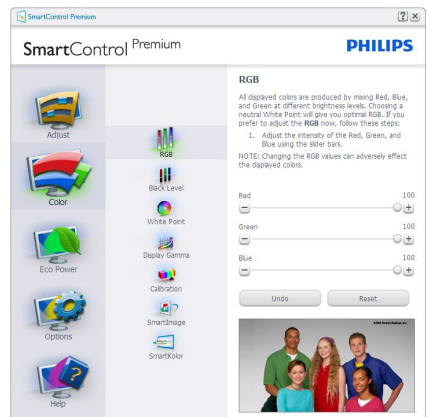 SmartControl Premium
SmartControl Premium
PHILIPS
Adjust
Color
Eco Power
Options
Help
RGB
Black Level
White Point
Display Gamma
Calibration
SmartImage
SmartKolor
RGB
All displayed colors are produced by mixing Red, Blue,
and Green at different brightness levels. Choosing a
neutral White Point will give you optimal RGB. If you
prefer to adjust the RGB now, follow these steps:
1. Adjust the intensity of the Red, Green, and
Blue using the sider bars.
NOTE: Changing the RGB values can adversely effect
the displayed colors.
Red 100
Green 100
Blue 100
Undo Reset